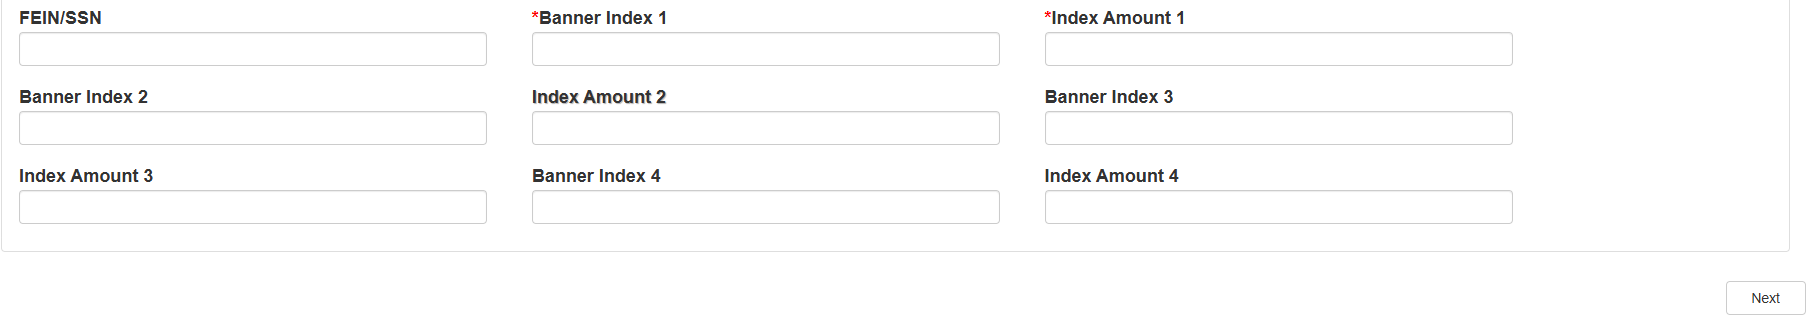 FEIN/SSN *Banner Index 1 *Index Amount 1
Banner Index 2 Index Amount 2 Banner Index 3
Index Amount 3 Banner Index 4 Index Amount 4
Next